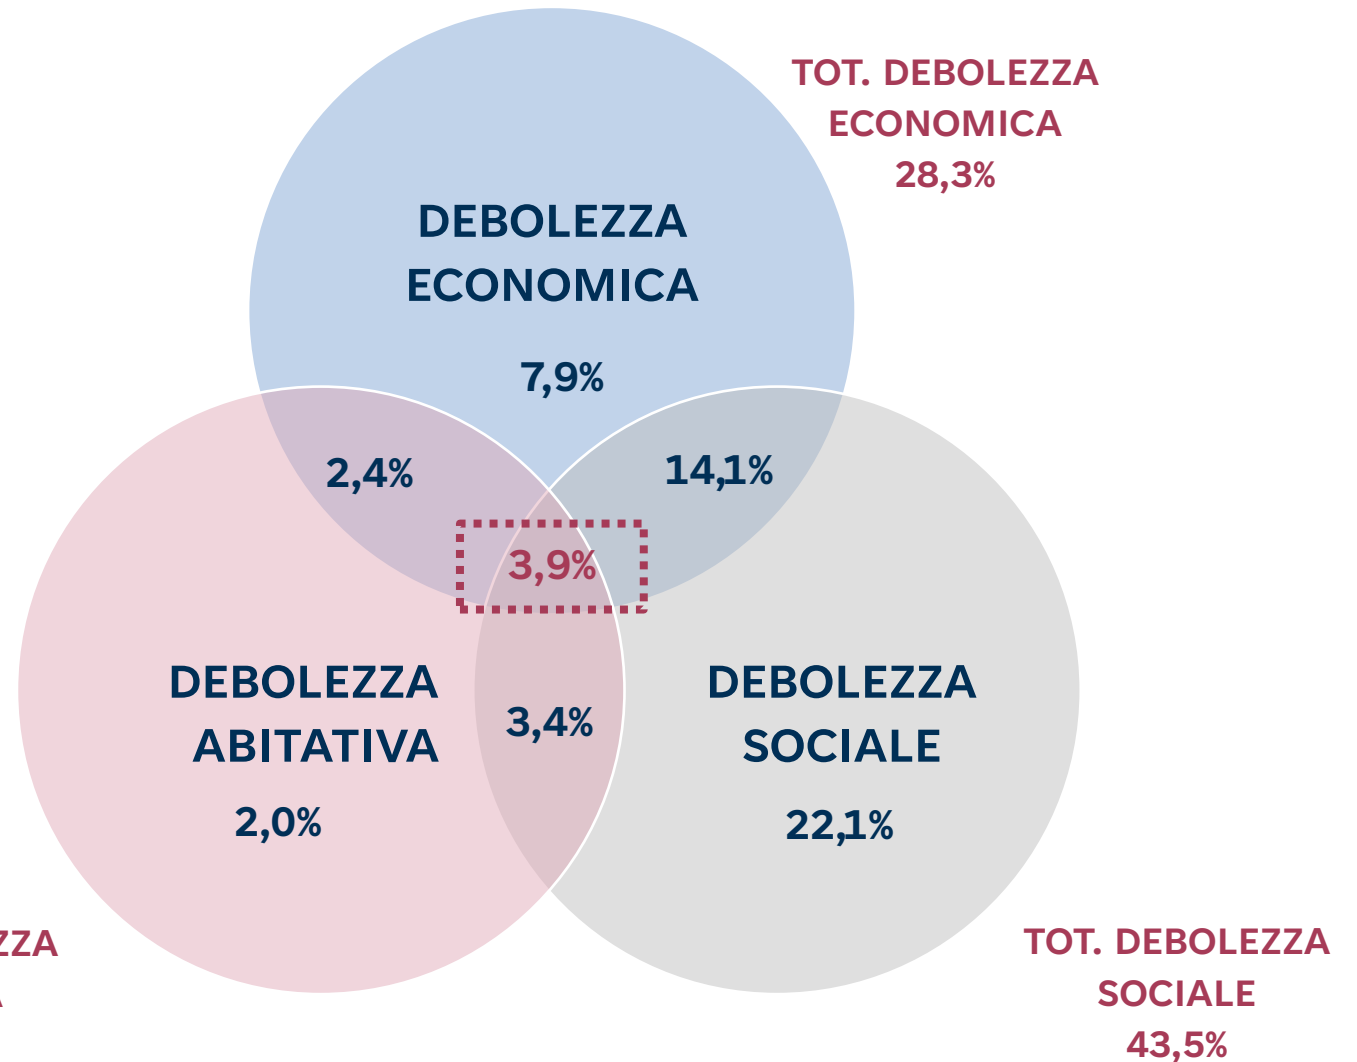 TOT. DEBOLEZZA
ECONOMICA
28,3%
DEBOLEZZA
ECONOMICA
7,9%
2,4%
14,1%
3,9%
DEBOLEZZA
ABITATIVA
2,0%
3,4%
DEBOLEZZA
SOCIALE
22,1%
ZZA
A
TOT. DEBOLEZZA
SOCIALE
43,5%